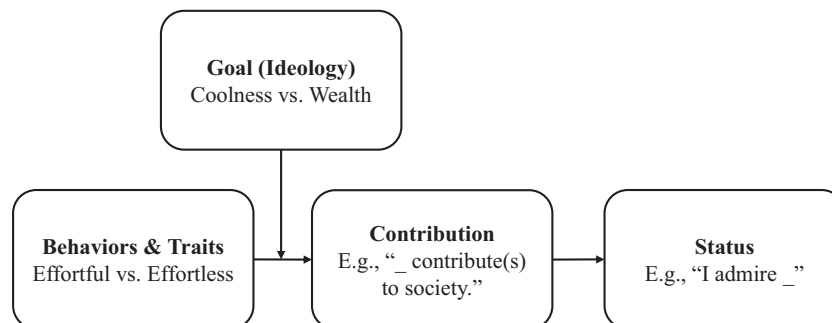 Goal (Ideology)
Coolness vs. Wealth
Behaviors & Traits
Effortful vs. Effortless
Contribution
E.g., “_ contribute(s)
to society.”
Status
E.g., “I admire _”